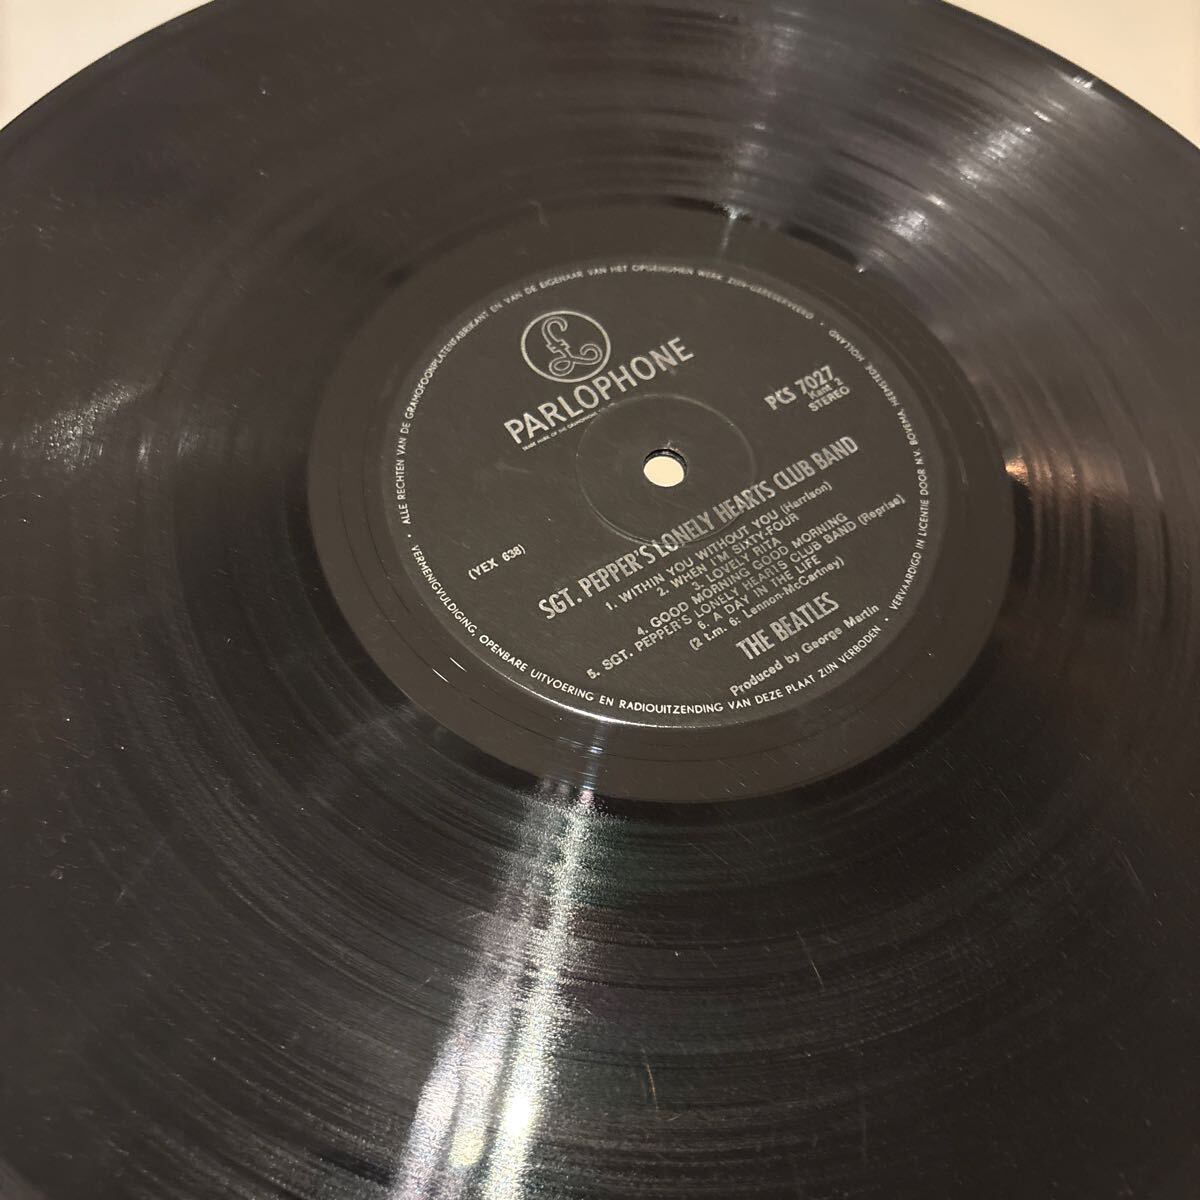 PARLOPHONE
PCS 7027
Kant 2
STEREO
(YEX 638)
SGT. PEPPER'S LONELY HEARTS CLUB BAND
1. WITHIN YOU WITHOUT YOU (Harrison)
2. WHEN I'M SIXTY-FOUR
3. LOVELY RITA
4. GOOD MORNING GOOD MORNING
5. SGT. PEPPER'S LONELY HEARTS CLUB BAND (Reprise)
6. A DAY IN THE LIFE
(2 t.m. 6: Lennon-McCartney)
THE BEATLES
Produced by George Martin
ALLE RECHTEN VAN DE GRAMOFOONPLATENFABRIKANT EN VAN DE EIGENAAR VAN HET OPGENOMEN WERK ZIJN GERESERVEERD •
VERMENIGVULDIGING, OPENBARE UITVOERING EN RADIOUITZENDING VAN DEZE PLAAT ZIJN VERBODEN •
VERVAARDIGD IN LICENTIE DOOR N.V. BOVEMA HEEMSTEDE HOLLAND